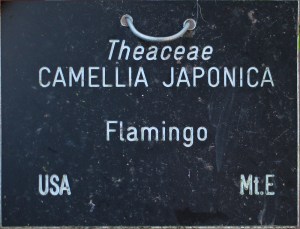 Theaceae
CAMELLIA JAPONICA
Flamingo
USA Mt.E